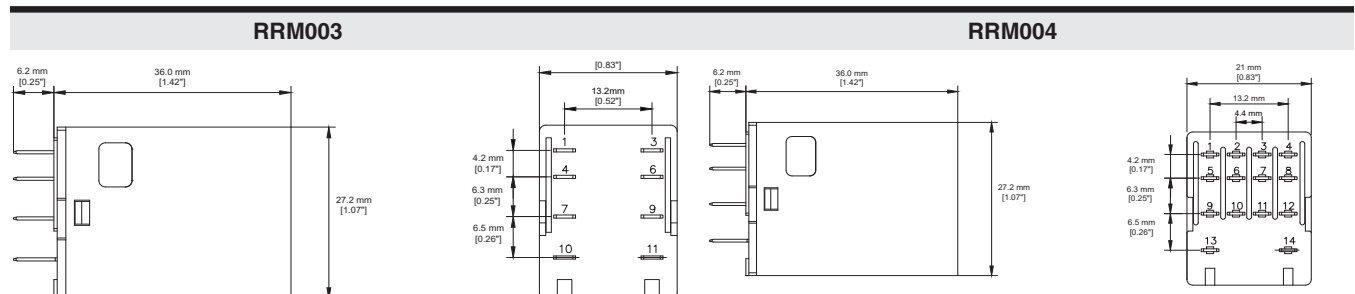 RRM003
RRM004
6.2 mm
[0.25"]
36.0 mm
[1.42"]
27.2 mm
[1.07"]
[0.83"]
13.2mm
[0.52"]
4.2 mm
[0.17"]
6.3 mm
[0.25"]
6.5 mm
[0.26"]
1 3
4 6
7 9
10 11
6.2 mm
[0.25"]
36.0 mm
[1.42"]
27.2 mm
[1.07"]
21 mm
[0.83"]
13.2 mm
4.4 mm
4.2 mm
[0.17"]
6.3 mm
[0.25"]
6.5 mm
[0.26"]
1 2 3 4
5 6 7 8
9 10 11 12
13 14